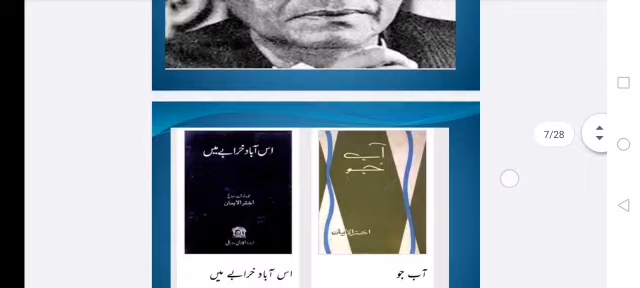 7/28
اس آباد خرابے میں
اختر الایمان
آب جو
اختر الایمان
اس آباد خرابے میں
آب جو